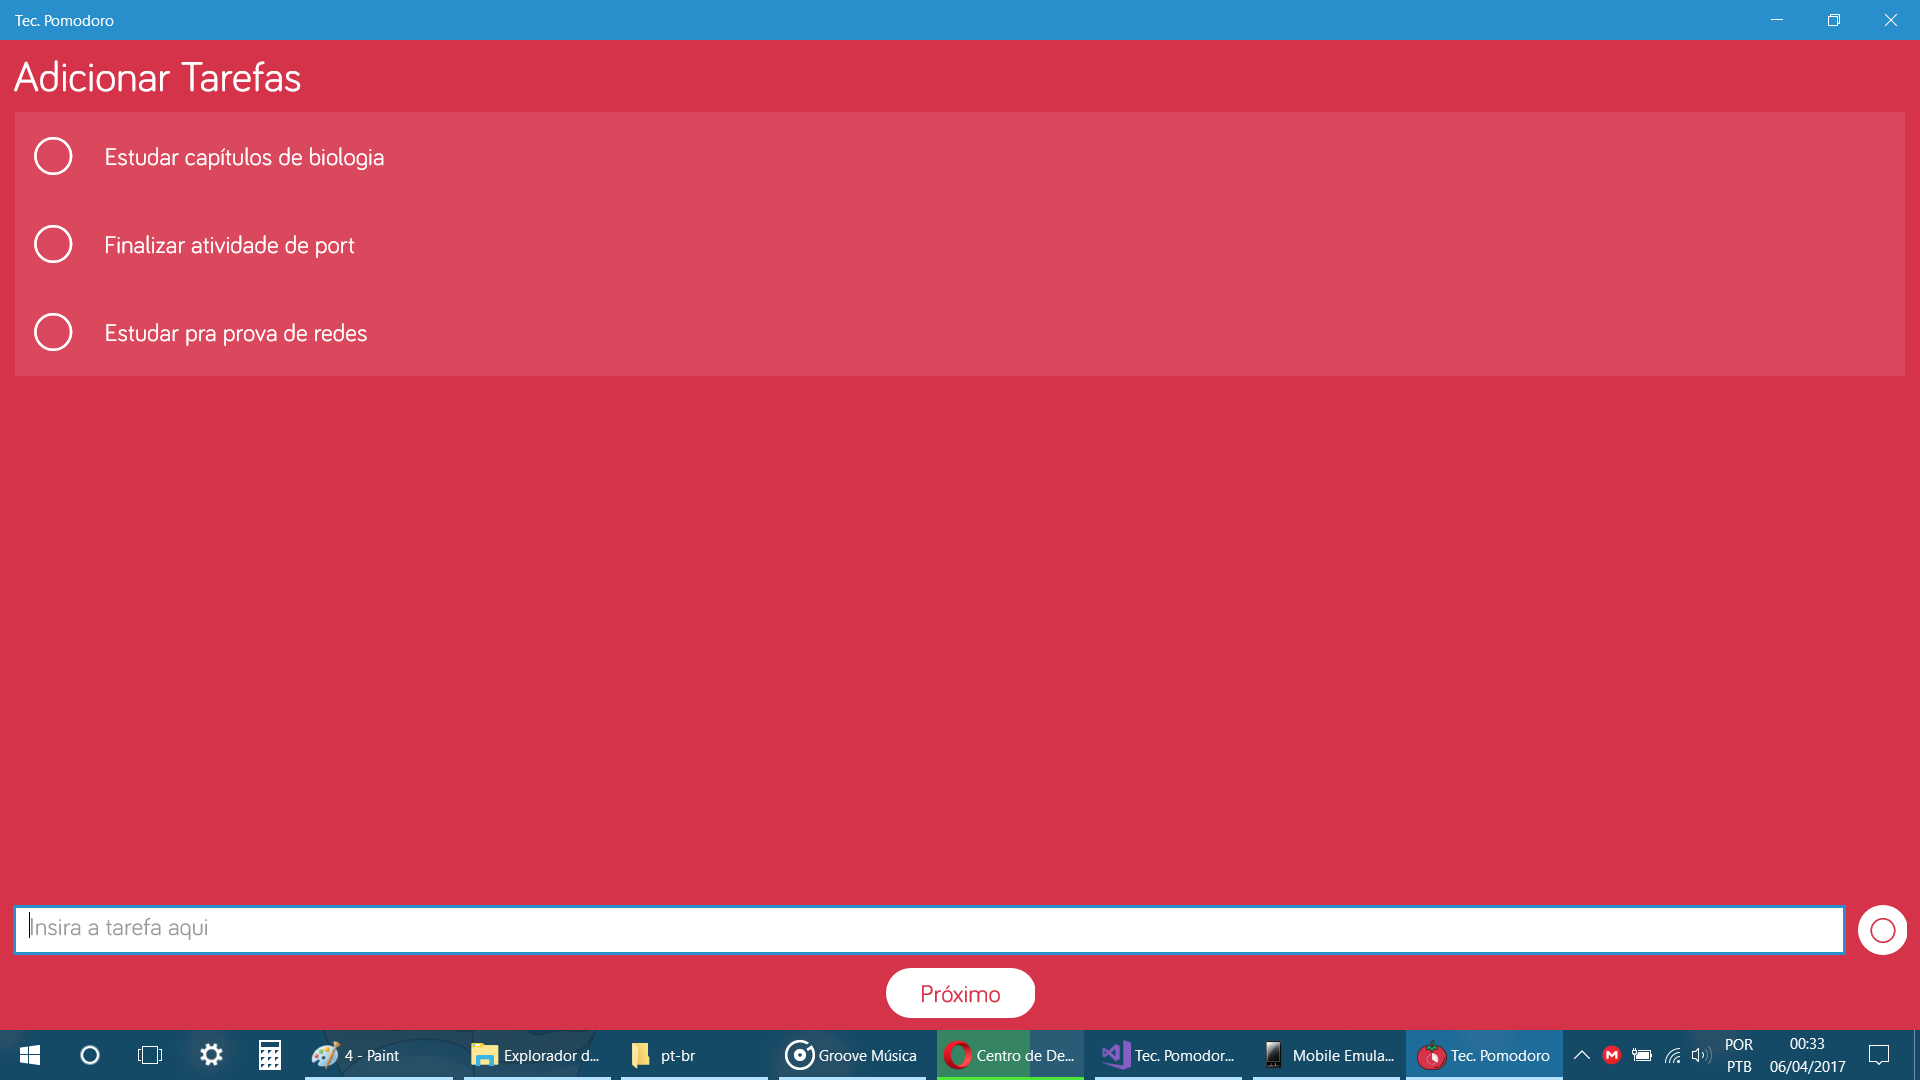 Tec. Pomodoro
Adicionar Tarefas
Estudar capítulos de biologia
Finalizar atividade de port
Estudar pra prova de redes
Insira a tarefa aqui
Próximo
4 - Paint
Explorador d...
pt-br
Groove Música
Centro de De...
Tec. Pomodor...
Mobile Emula...
Tec. Pomodoro
POR
PTB
00:33
06/04/2017